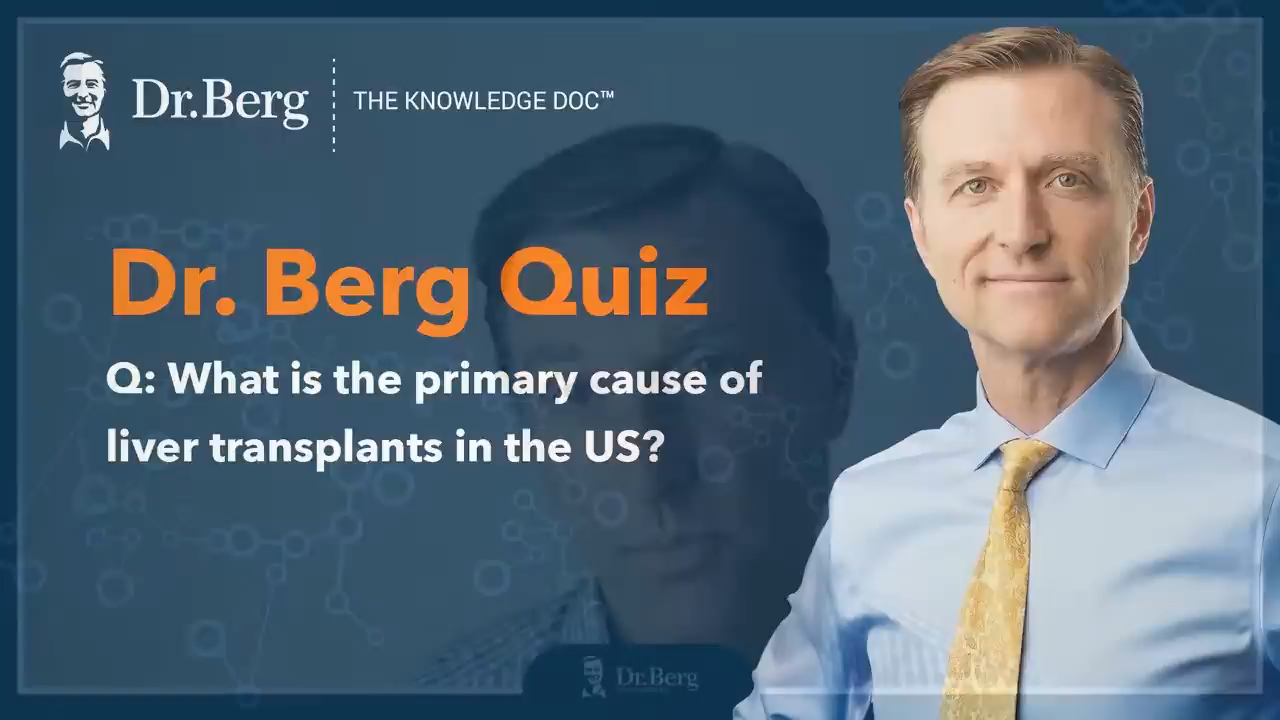 Dr.Berg
THE KNOWLEDGE DOC™
Dr. Berg Quiz
Q: What is the primary cause of
liver transplants in the US?
Dr.Berg